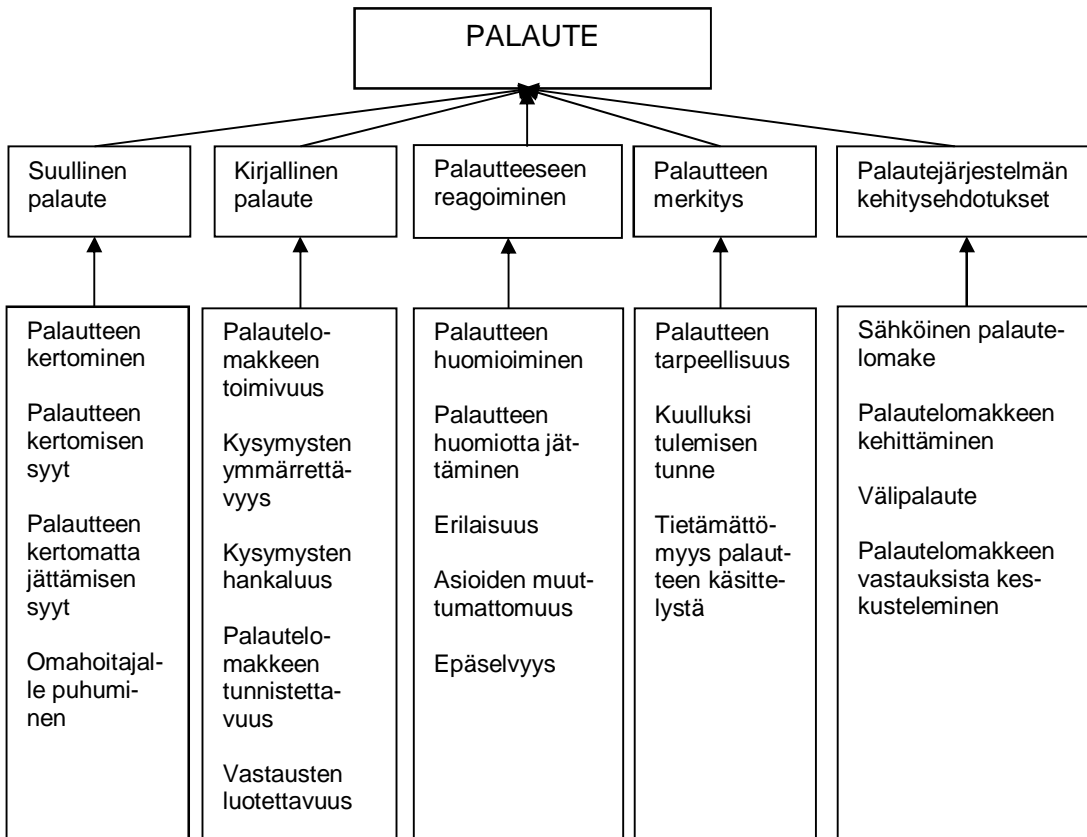 PALAUTE
Suullinen
palaute
Kirjallinen
palaute
Palautteeseen
reagoiminen
Palautteen
merkitys
Palautejärjestelmän
kehitysehdotukset
Palautteen
kertominen
Palautteen
kertomisen
syyt
Palautteen
kertomatta
jättämisen
syyt
Omahoitajal-
le puhumi-
nen
Palautelo-
makkeen
toimivuus
Kysymysten
ymmärrettä-
vyys
Kysymysten
hankaluus
Palautelo-
makkeen
tunnistetta-
vuus
Vastausten
luotettavuus
Palautteen
huomioiminen
Palautteen
huomiotta jät-
täminen
Erilaisuus
Asioiden muut-
tumattomuus
Epäselvyys
Palautteen
tarpeellisuus
Kuulluksi
tulemisen
tunne
Tietämättö-
myys palaut-
teen käsitte-
lystä
Sähköinen palaute-
lomake
Palautelomakkeen
kehittäminen
Välipalaute
Palautelomakkeen
vastauksista kes-
kusteleminen